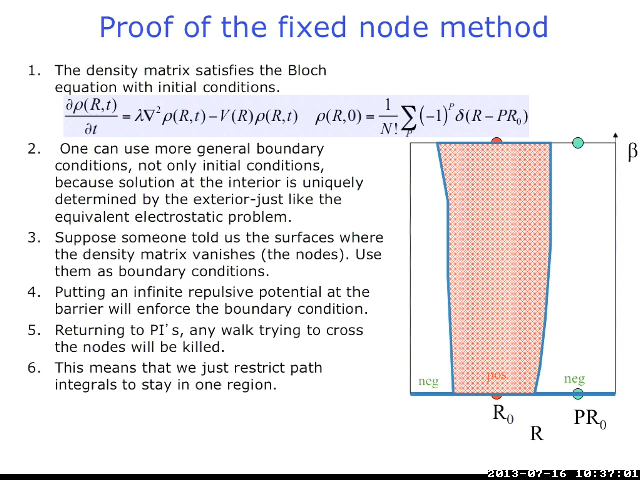 Proof of the fixed node method
1. The density matrix satisfies the Bloch
equation with initial conditions.
∂ρ(R,t)/∂t = λ∇²ρ(R,t) − V(R)ρ(R,t)   ρ(R,0) = 1/N! ∑_P (−1)^P δ(R − PR₀)
2. One can use more general boundary
conditions, not only initial conditions,
because solution at the interior is uniquely
determined by the exterior-just like the
equivalent electrostatic problem.
3. Suppose someone told us the surfaces where
the density matrix vanishes (the nodes). Use
them as boundary conditions.
4. Putting an infinite repulsive potential at the
barrier will enforce the boundary condition.
5. Returning to PI's, any walk trying to cross
the nodes will be killed.
6. This means that we just restrict path
integrals to stay in one region.
β
neg pos neg
R₀ PR₀
R
2013-07-16 10:37:01